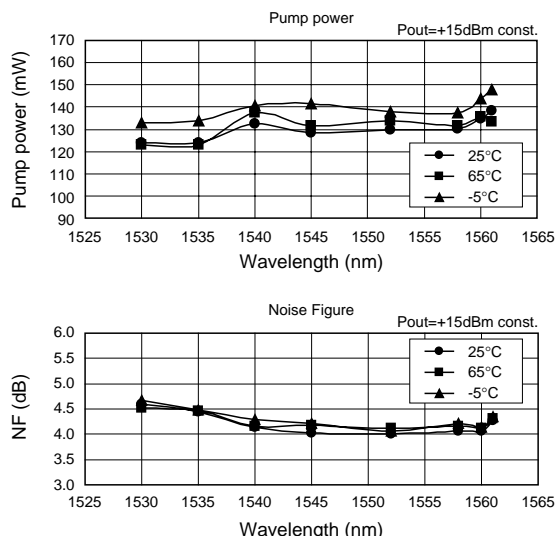 Pump power
Pout=+15dBm const.
170
160
150
140
130
120
110
100
90
Pump power (mW)
25°C
65°C
-5°C
1525 1530 1535 1540 1545 1550 1555 1560 1565
Wavelength (nm)
Noise Figure
Pout=+15dBm const.
6.0
5.5
5.0
4.5
4.0
3.5
3.0
NF (dB)
25°C
65°C
-5°C
1525 1530 1535 1540 1545 1550 1555 1560 1565
Wavelength (nm)